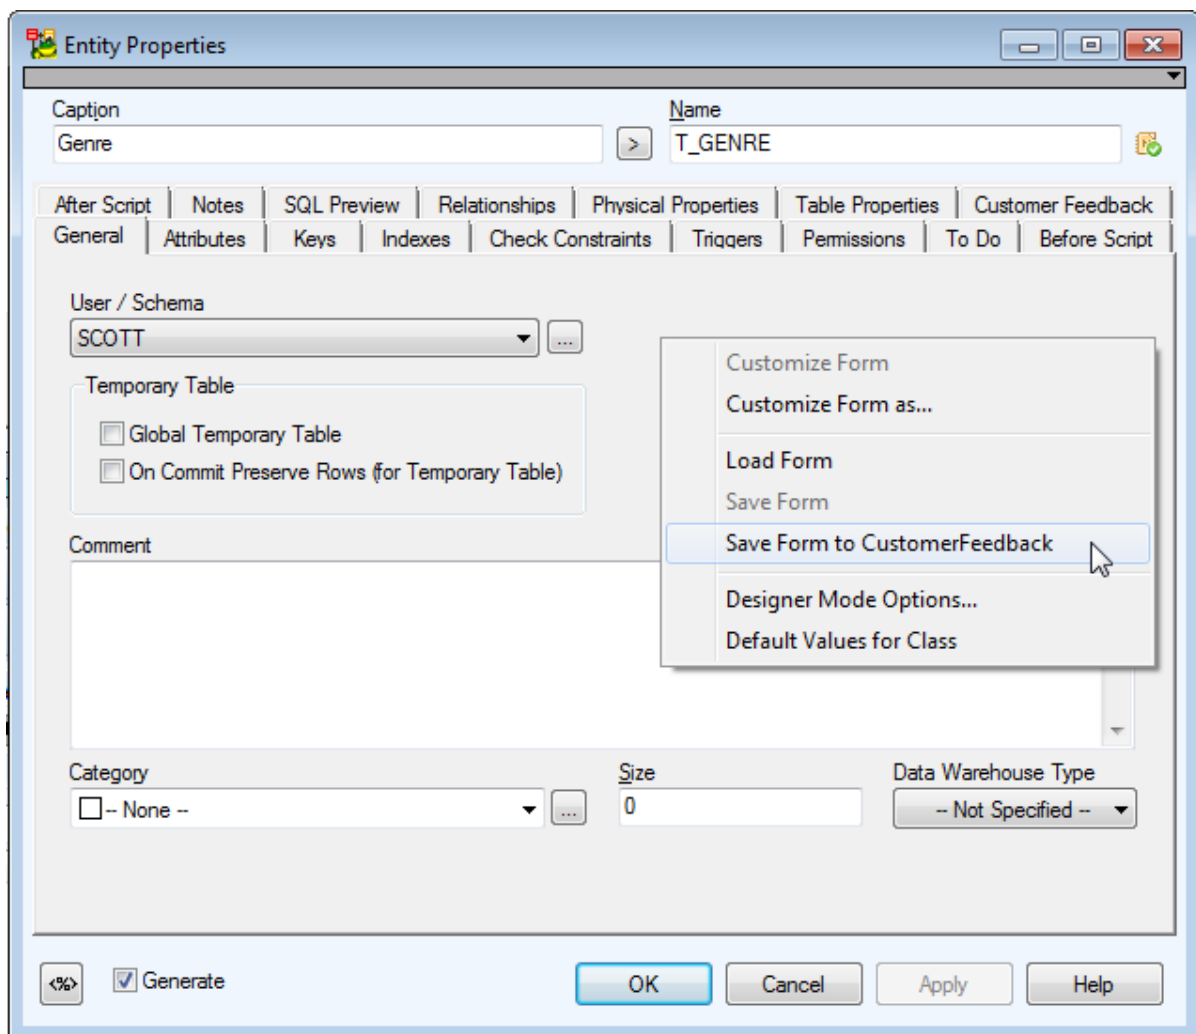 Entity Properties
Caption
Name
Genre
>
T_GENRE
After Script Notes SQL Preview Relationships Physical Properties Table Properties Customer Feedback
General Attributes Keys Indexes Check Constraints Triggers Permissions To Do Before Script
User / Schema
SCOTT
...
Temporary Table
Global Temporary Table
On Commit Preserve Rows (for Temporary Table)
Customize Form
Customize Form as...
Load Form
Save Form
Save Form to CustomerFeedback
Designer Mode Options...
Default Values for Class
Comment
Category
Size
Data Warehouse Type
-- None --
...
0
-- Not Specified --
<%>
Generate
OK
Cancel
Apply
Help